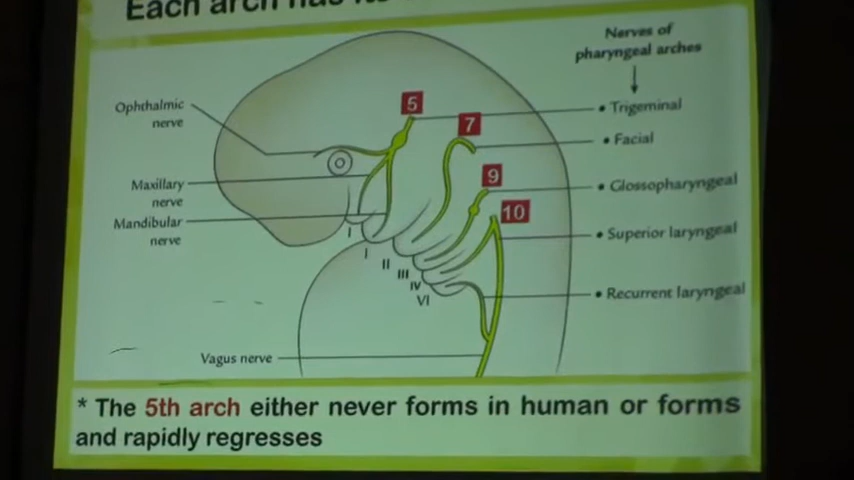 Each arch has its
Nerves of
pharyngeal arches
Ophthalmic
nerve
5
• Trigeminal
7
• Facial
Maxillary
nerve
9
• Glossopharyngeal
10
Mandibular
nerve
• Superior laryngeal
I
I
II
III
IV
VI
• Recurrent laryngeal
Vagus nerve
* The 5th arch either never forms in human or forms
and rapidly regresses